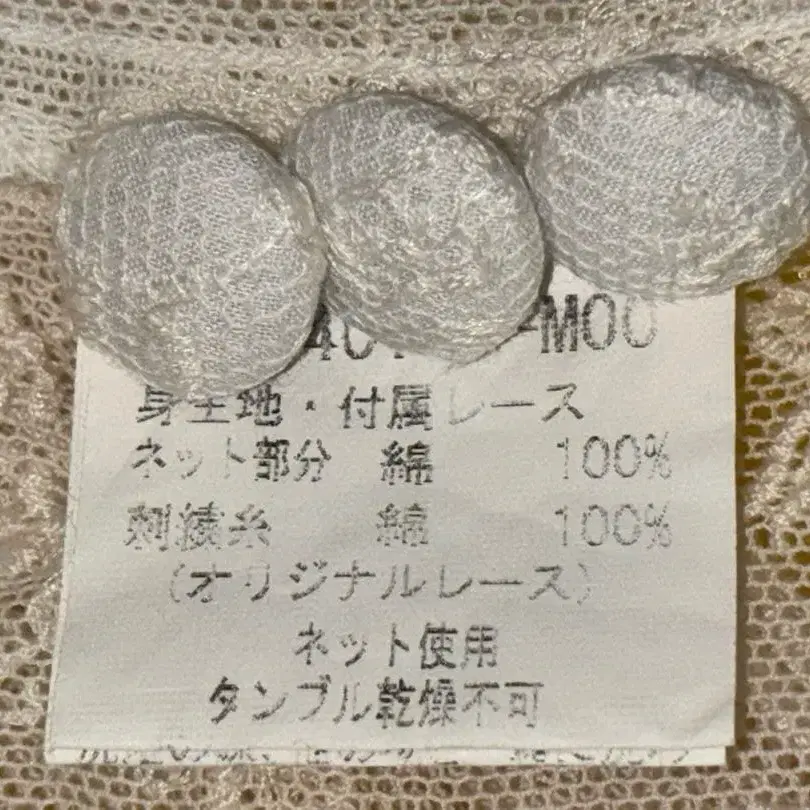 -M00
身生地・付属レース
ネット部分 綿 100%
刺繍糸 綿 100%
(オリジナルレース)
ネット使用
タンブル乾燥不可